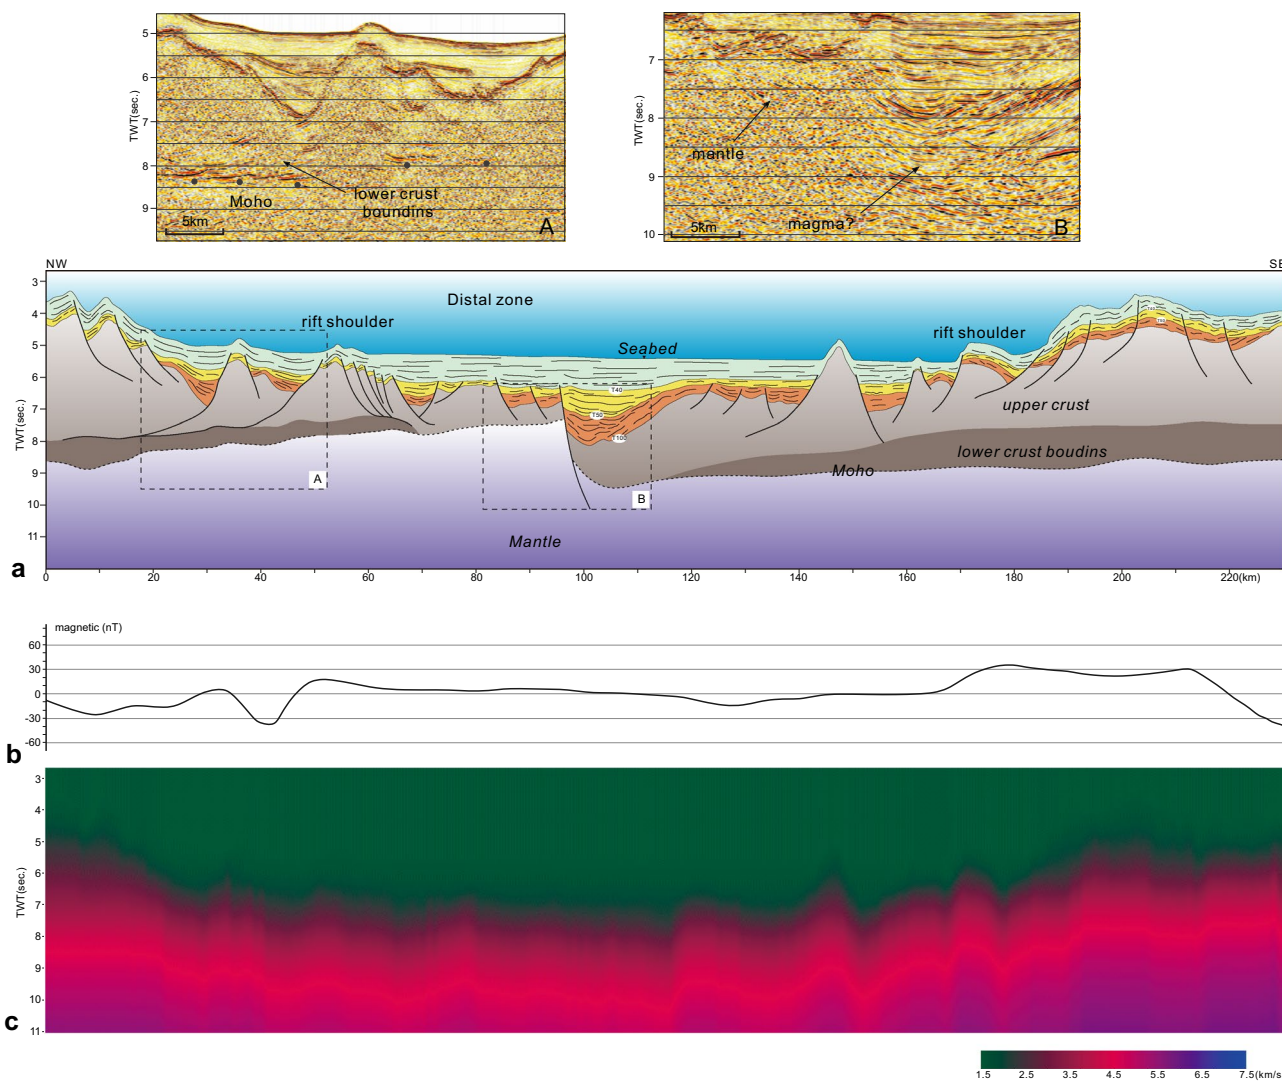 5
6
7
8
9
TWT(sec.)
lower crust
boundins
Moho
5km
A
7
8
9
10
TWT(sec.)
mantle
magma?
5km
B
NW
SE
Distal zone
rift shoulder
rift shoulder
Seabed
T40
T50
T100
upper crust
lower crust boudins
Moho
Mantle
A
B
3
4
5
6
7
8
9
10
11
TWT(sec.)
a
0 20 40 60 80 100 120 140 160 180 200 220(km)
magnetic (nT)
60
30
0
-30
-60
b
3
4
5
6
7
8
9
10
11
TWT(sec.)
c
1.5 2.5 3.5 4.5 5.5 6.5 7.5(km/s